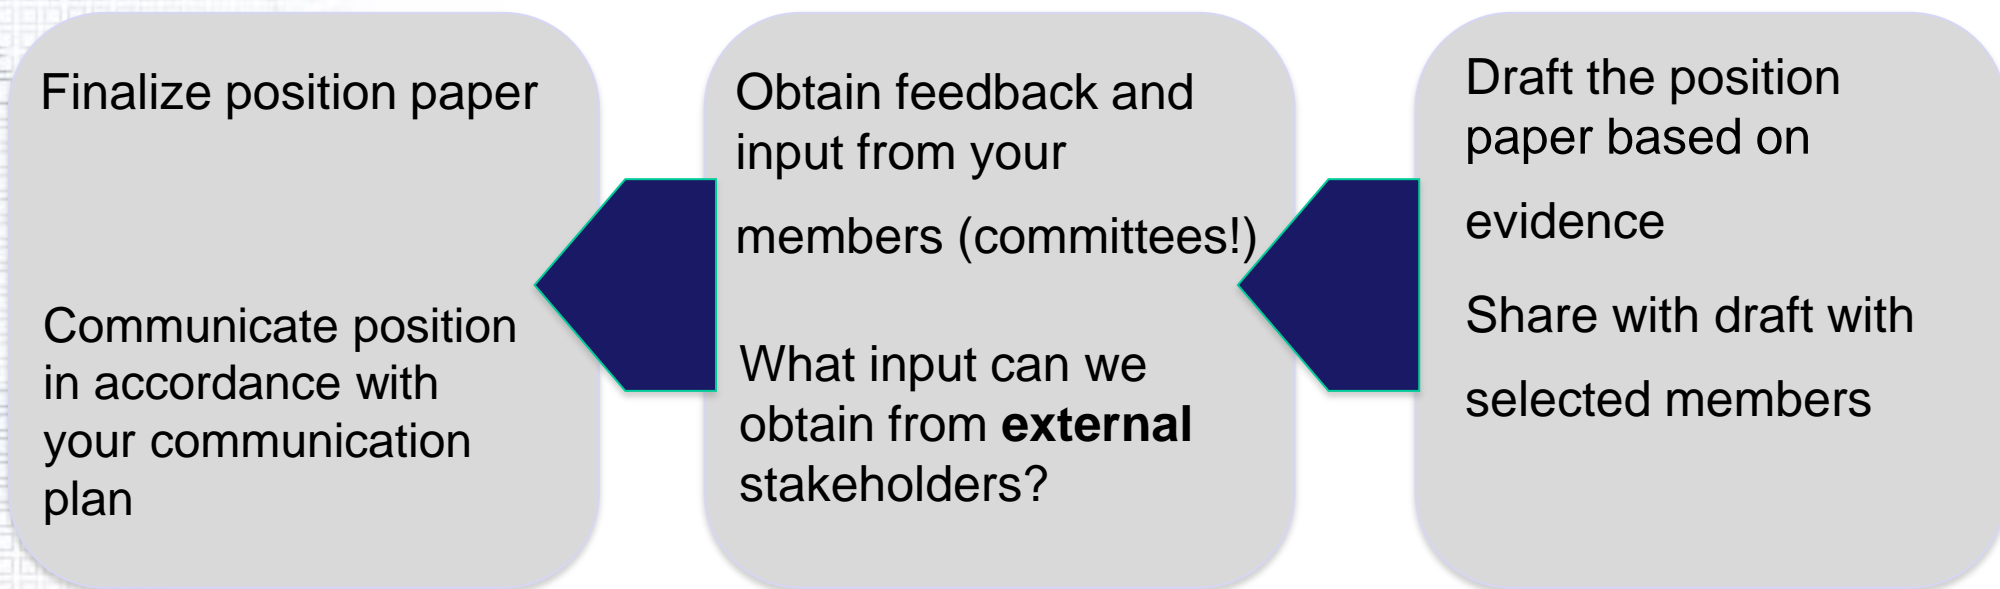 Finalize position paper
Communicate position
in accordance with
your communication
plan
Obtain feedback and
input from your
members (committees!)
What input can we
obtain from external
stakeholders?
Draft the position
paper based on
evidence
Share with draft with
selected members